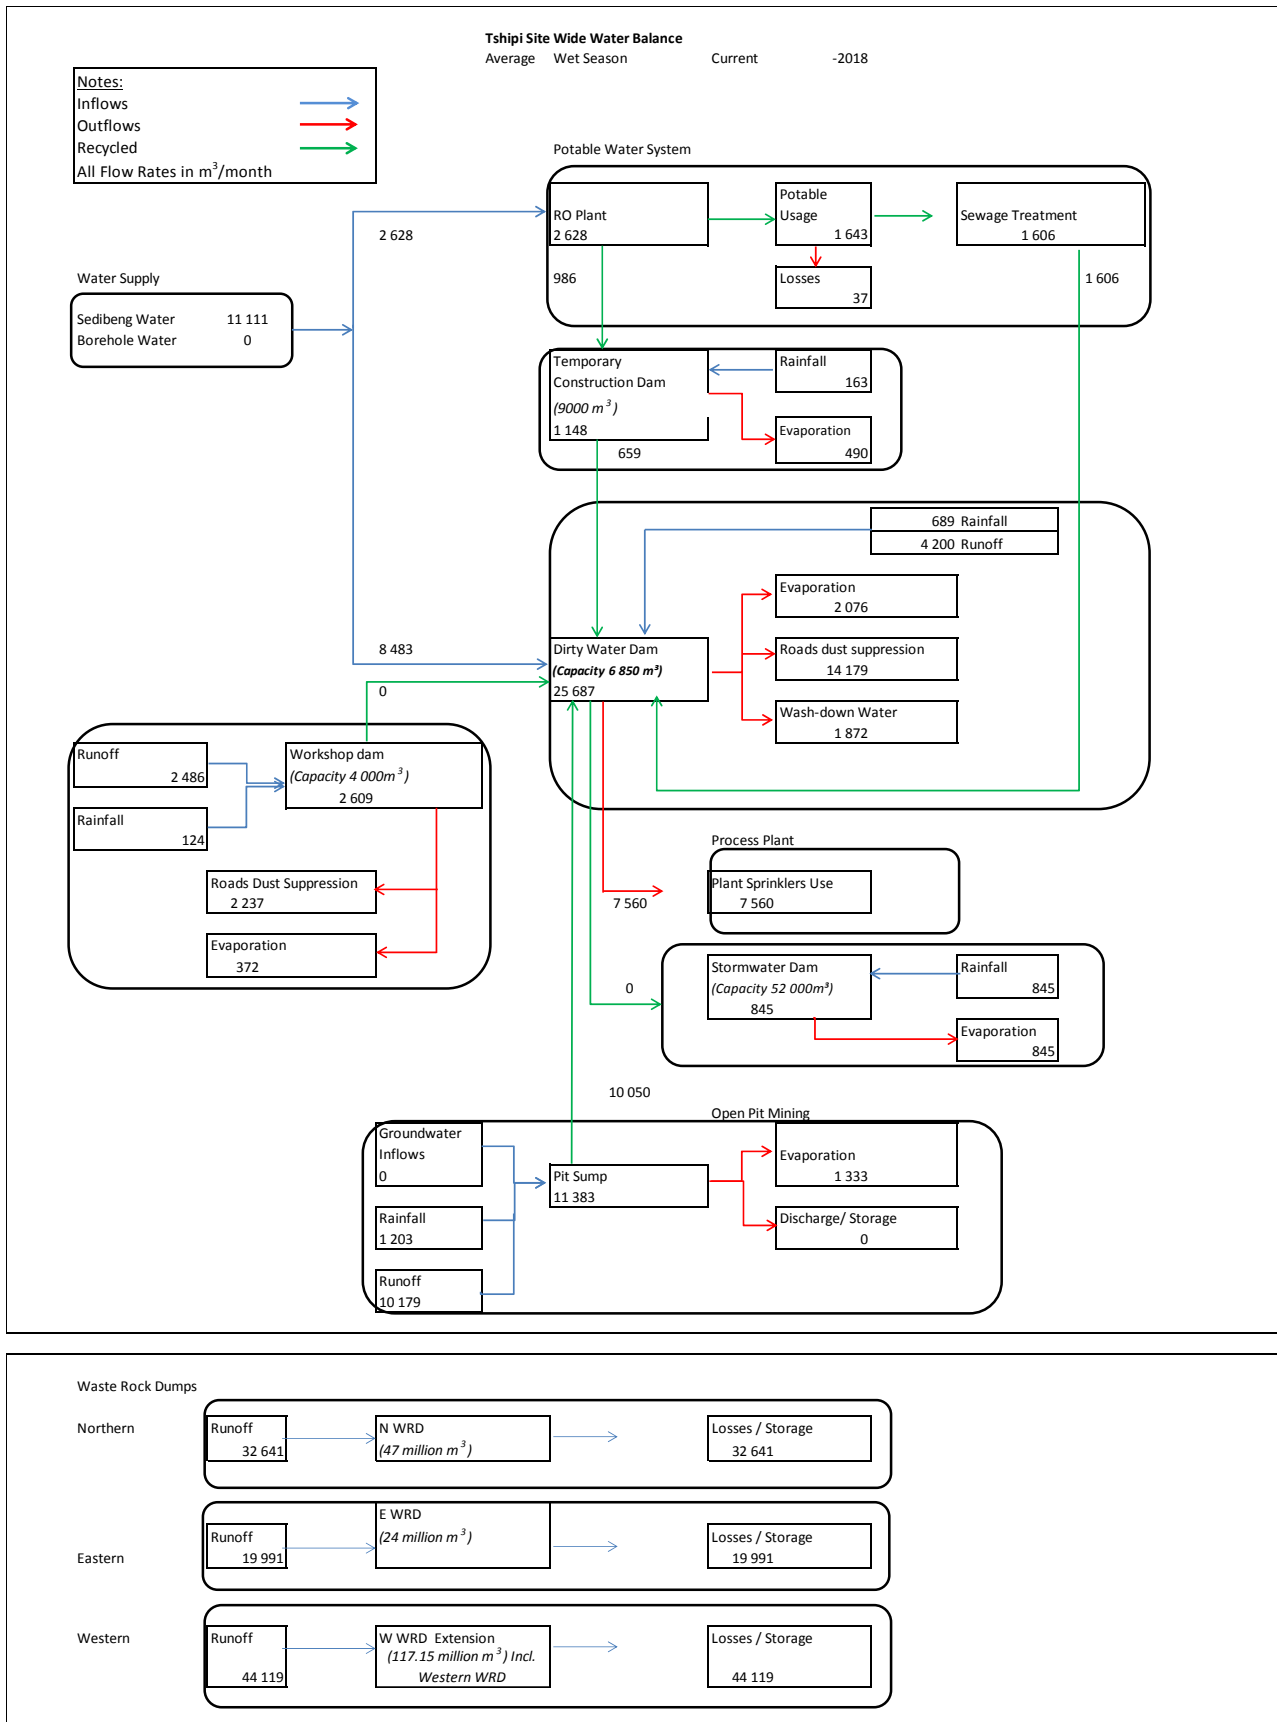 Tshipi Site Wide Water Balance
Average Wet Season Current -2018
Notes:
Inflows
Outflows
Recycled
All Flow Rates in m³/month
Potable Water System
RO Plant
2 628
Potable
Usage
1 643
Sewage Treatment
1 606
2 628
986
Losses
37
1 606
Water Supply
Sedibeng Water 11 111
Borehole Water 0
Temporary
Construction Dam
(9000 m³)
1 148
Rainfall
163
Evaporation
490
659
689 Rainfall
4 200 Runoff
Evaporation
2 076
8 483
0
Dirty Water Dam
(Capacity 6 850 m³)
25 687
Roads dust suppression
14 179
Wash-down Water
1 872
Runoff
2 486
Rainfall
124
Workshop dam
(Capacity 4 000m³)
2 609
Roads Dust Suppression
2 237
Evaporation
372
Process Plant
Plant Sprinklers Use
7 560
7 560
0
Stormwater Dam
(Capacity 52 000m³)
845
Rainfall
845
Evaporation
845
10 050
Open Pit Mining
Groundwater
Inflows
0
Rainfall
1 203
Runoff
10 179
Pit Sump
11 383
Evaporation
1 333
Discharge/ Storage
0
Waste Rock Dumps
Northern
Runoff
32 641
N WRD
(47 million m³)
Losses / Storage
32 641
Eastern
Runoff
19 991
E WRD
(24 million m³)
Losses / Storage
19 991
Western
Runoff
44 119
W WRD Extension
(117.15 million m³) Incl.
Western WRD
Losses / Storage
44 119